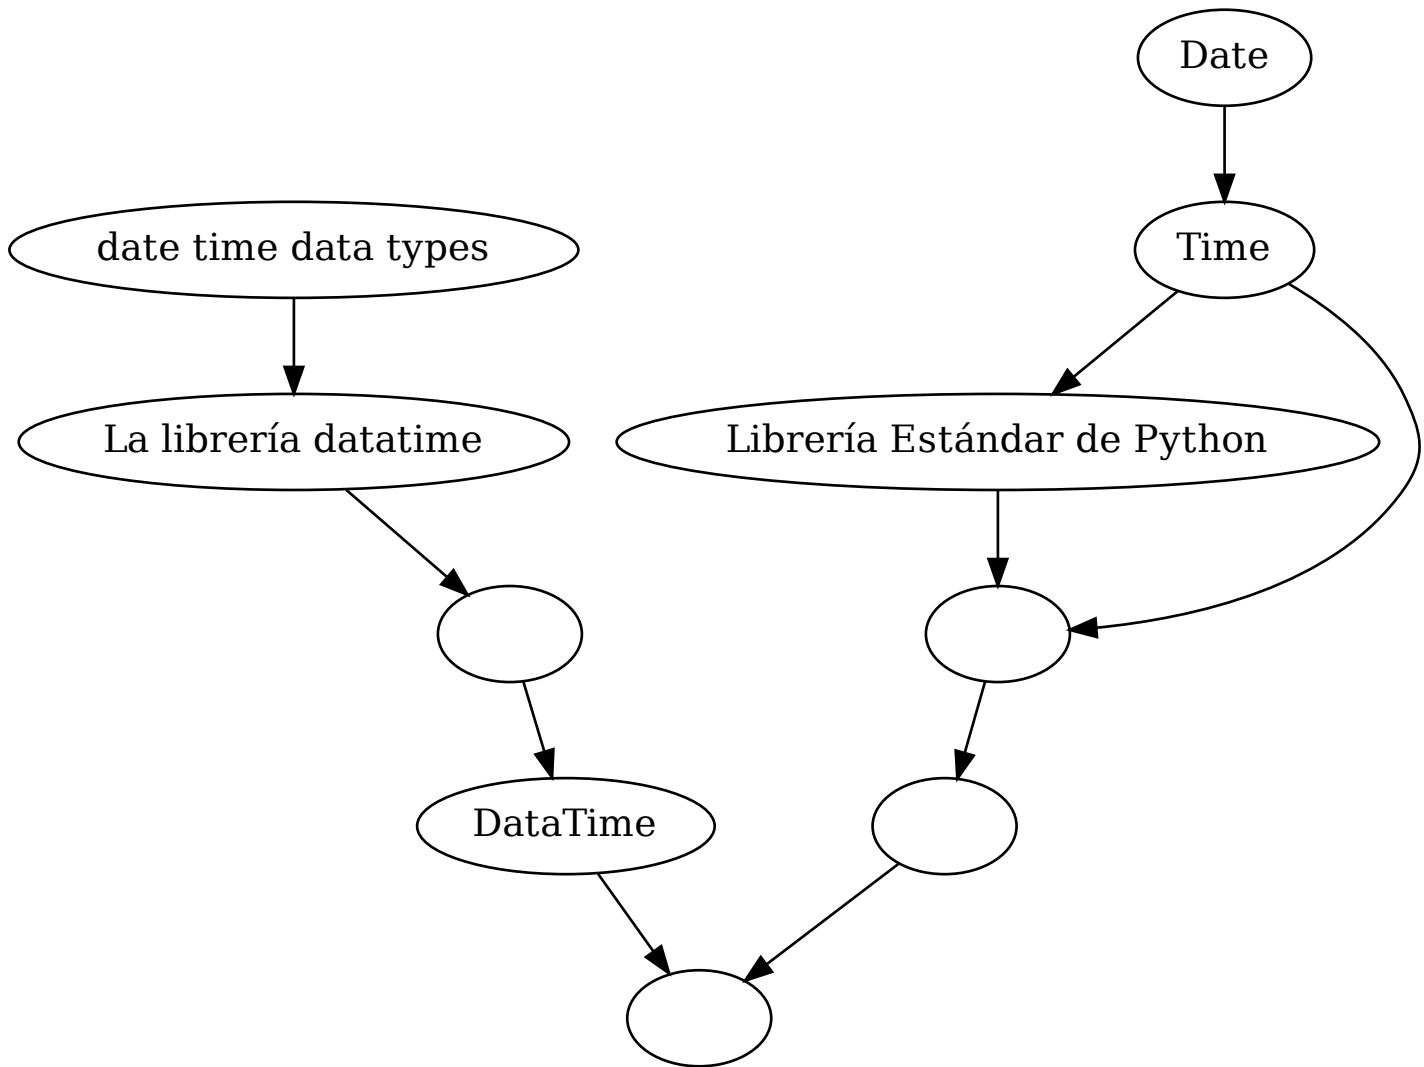 Date
date time data types
Time
La librería datatime
Librería Estándar de Python
DataTime